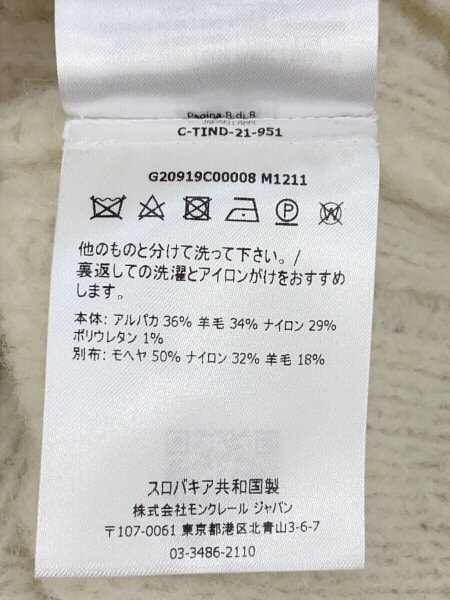 Pagina 8 di 8
C-TIND-21-951
G20919C00008 M1211
他のものと分けて洗って下さい。/
裏返しての洗濯とアイロンがけをおすすめ
します。
本体: アルパカ 36% 羊毛 34% ナイロン 29%
ポリウレタン 1%
別布: モヘヤ 50% ナイロン 32% 羊毛 18%
スロバキア共和国製
株式会社モンクレール ジャパン
〒107-0061 東京都港区北青山3-6-7
03-3486-2110